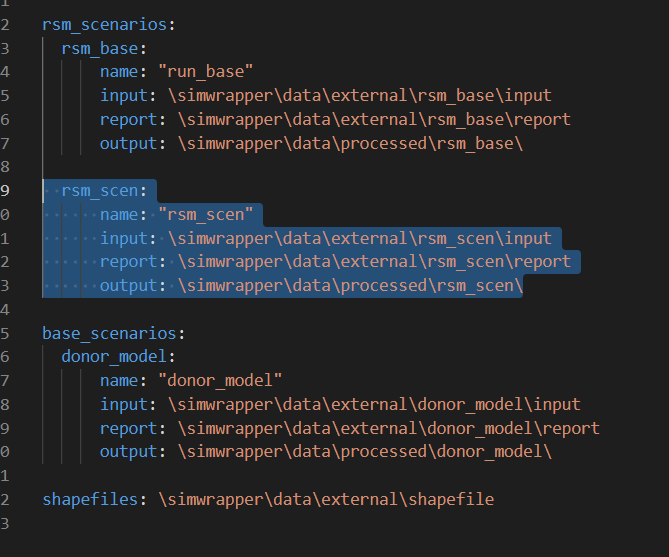 2 rsm_scenarios:
3 rsm_base:
4 name: "run_base"
5 input: \simwrapper\data\external\rsm_base\input
6 report: \simwrapper\data\external\rsm_base\report
7 output: \simwrapper\data\processed\rsm_base\
8
9 rsm_scen:
0 name: "rsm_scen"
1 input: \simwrapper\data\external\rsm_scen\input
2 report: \simwrapper\data\external\rsm_scen\report
3 output: \simwrapper\data\processed\rsm_scen\
4
5 base_scenarios:
6 donor_model:
7 name: "donor_model"
8 input: \simwrapper\data\external\donor_model\input
9 report: \simwrapper\data\external\donor_model\report
0 output: \simwrapper\data\processed\donor_model\
1
2 shapefiles: \simwrapper\data\external\shapefile
3